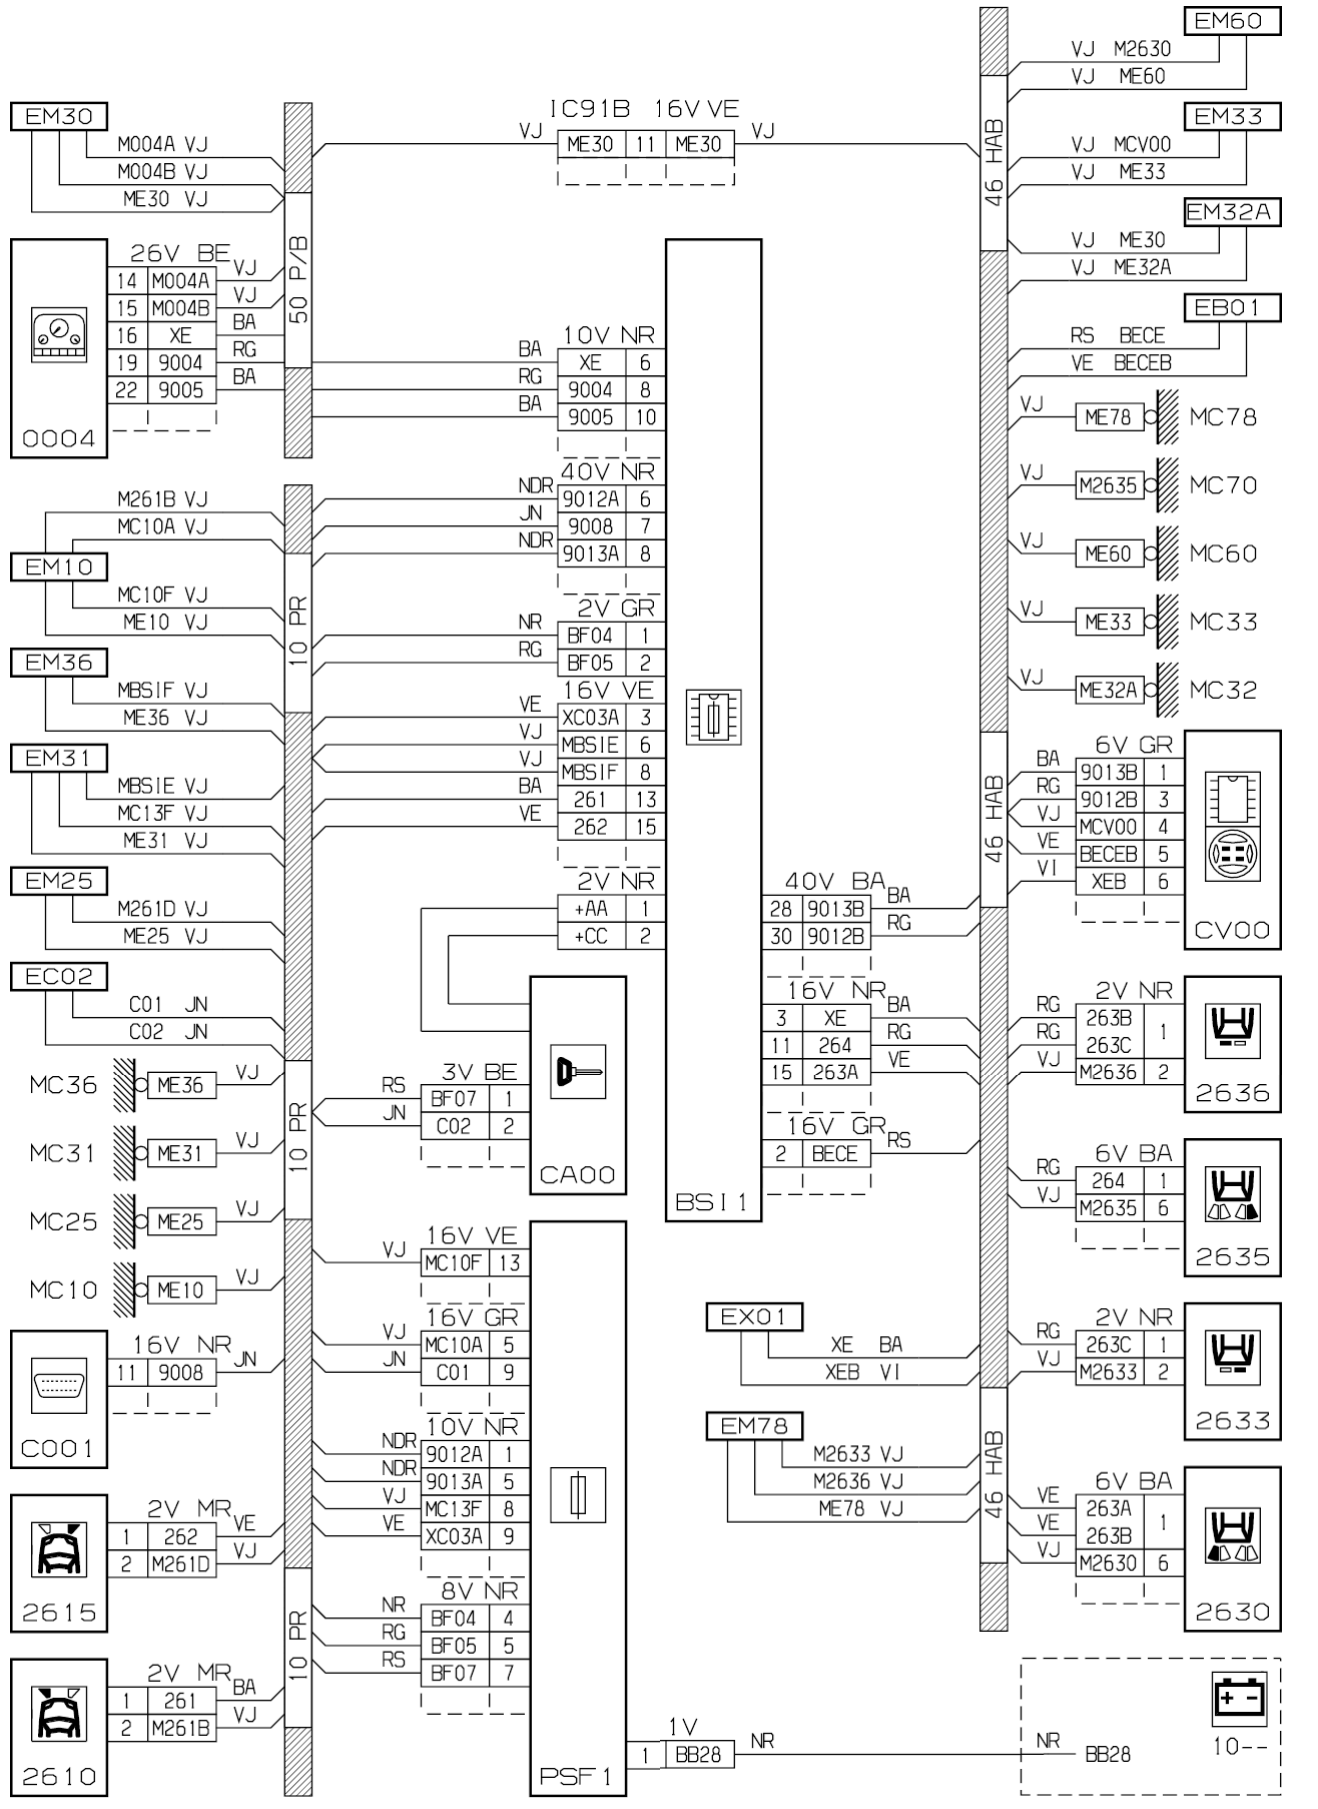 EM30
M004A VJ
M004B VJ
ME30 VJ
26V BE
14 M004A VJ
15 M004B VJ
16 XE BA
19 9004 RG
22 9005 BA
0004
50 P/B
M261B VJ
MC10A VJ
EM10
MC10F VJ
ME10 VJ
10 PR
EM36
MBSIF VJ
ME36 VJ
EM31
MBSIE VJ
MC13F VJ
ME31 VJ
EM25
M261D VJ
ME25 VJ
EC02
C01 JN
C02 JN
MC36 ME36 VJ
MC31 ME31 VJ
10 PR
MC25 ME25 VJ
MC10 ME10 VJ
16V NR
11 9008 JN
C001
2V MR
1 262 VE
2 M261D VJ
2615
10 PR
2V MR
1 261 BA
2 M261B VJ
2610
IC91B 16V VE
VJ ME30 11 ME30 VJ
10V NR
BA XE 6
RG 9004 8
BA 9005 10
40V NR
NDR 9012A 6
JN 9008 7
NDR 9013A 8
2V GR
NR BF04 1
RG BF05 2
16V VE
VE XC03A 3
VJ MBSIE 6
VJ MBSIF 8
BA 261 13
VE 262 15
2V NR
+AA 1
+CC 2
3V BE
RS BF07 1
JN C02 2
CA00
BSI1
40V BA
28 9013B BA
30 9012B RG
16V NR
3 XE BA
11 264 RG
15 263A VE
16V GR
2 BECE RS
16V VE
VJ MC10F 13
16V GR
VJ MC10A 5
JN C01 9
10V NR
NDR 9012A 1
NDR 9013A 5
VJ MC13F 8
VE XC03A 9
8V NR
NR BF04 4
RG BF05 5
RS BF07 7
PSF1
1V
1 BB28 NR
EX01
XE BA
XEB VI
EM78
M2633 VJ
M2636 VJ
ME78 VJ
EM60
VJ M2630
VJ ME60
46 HAB
EM33
VJ MCV00
VJ ME33
EM32A
VJ ME30
VJ ME32A
EB01
RS BECE
VE BECEB
VJ ME78 MC78
VJ M2635 MC70
VJ ME60 MC60
VJ ME33 MC33
VJ ME32A MC32
46 HAB
6V GR
BA 9013B 1
RG 9012B 3
VJ MCV00 4
VE BECEB 5
VI XEB 6
CV00
2V NR
RG 263B 1
RG 263C
VJ M2636 2
2636
6V BA
RG 264 1
VJ M2635 6
2635
2V NR
RG 263C 1
VJ M2633 2
2633
46 HAB
6V BA
VE 263A 1
VE 263B
VJ M2630 6
2630
+ -
10--
NR BB28